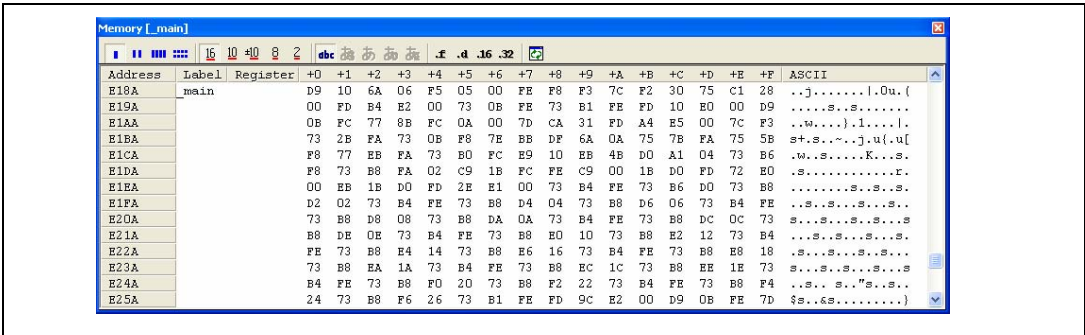 Memory [_main]
16 10 ±10 8 2 abc あ あ あ あ .f .d .16 .32
Address Label Register +0 +1 +2 +3 +4 +5 +6 +7 +8 +9 +A +B +C +D +E +F ASCII
E18A _main D9 10 6A 06 F5 05 00 FE F8 F3 7C F2 30 75 C1 28 ..j.......|.0u.(
E19A 00 FD B4 E2 00 73 0B FE 73 B1 FE FD 10 E0 00 D9 .....s..s.......
E1AA 0B FC 77 8B FC 0A 00 7D CA 31 FD A4 E5 00 7C F3 ..w....}.1....|.
E1BA 73 2B FA 73 0B F8 7E BB DF 6A 0A 75 7B FA 75 5B s+.s..~..j.u{.u[
E1CA F8 77 EB FA 73 B0 FC E9 10 EB 4B D0 A1 04 73 B6 .w..s.....K...s.
E1DA F8 73 B8 FA 02 C9 1B FC FE C9 00 1B D0 FD 72 E0 .s............r.
E1EA 00 EB 1B D0 FD 2E E1 00 73 B4 FE 73 B6 D0 73 B8 ........s..s..s.
E1FA D2 02 73 B4 FE 73 B8 D4 04 73 B8 D6 06 73 B4 FE ..s..s...s...s..
E20A 73 B8 D8 08 73 B8 DA 0A 73 B4 FE 73 B8 DC 0C 73 s...s...s..s...s
E21A B8 DE 0E 73 B4 FE 73 B8 E0 10 73 B8 E2 12 73 B4 ...s..s...s...s.
E22A FE 73 B8 E4 14 73 B8 E6 16 73 B4 FE 73 B8 E8 18 .s...s...s..s...
E23A 73 B8 EA 1A 73 B4 FE 73 B8 EC 1C 73 B8 EE 1E 73 s...s..s...s...s
E24A B4 FE 73 B8 F0 20 73 B8 F2 22 73 B4 FE 73 B8 F4 ..s.. s.."s..s..
E25A 24 73 B8 F6 26 73 B1 FE FD 9C E2 00 D9 0B FE 7D $s..&s.........}